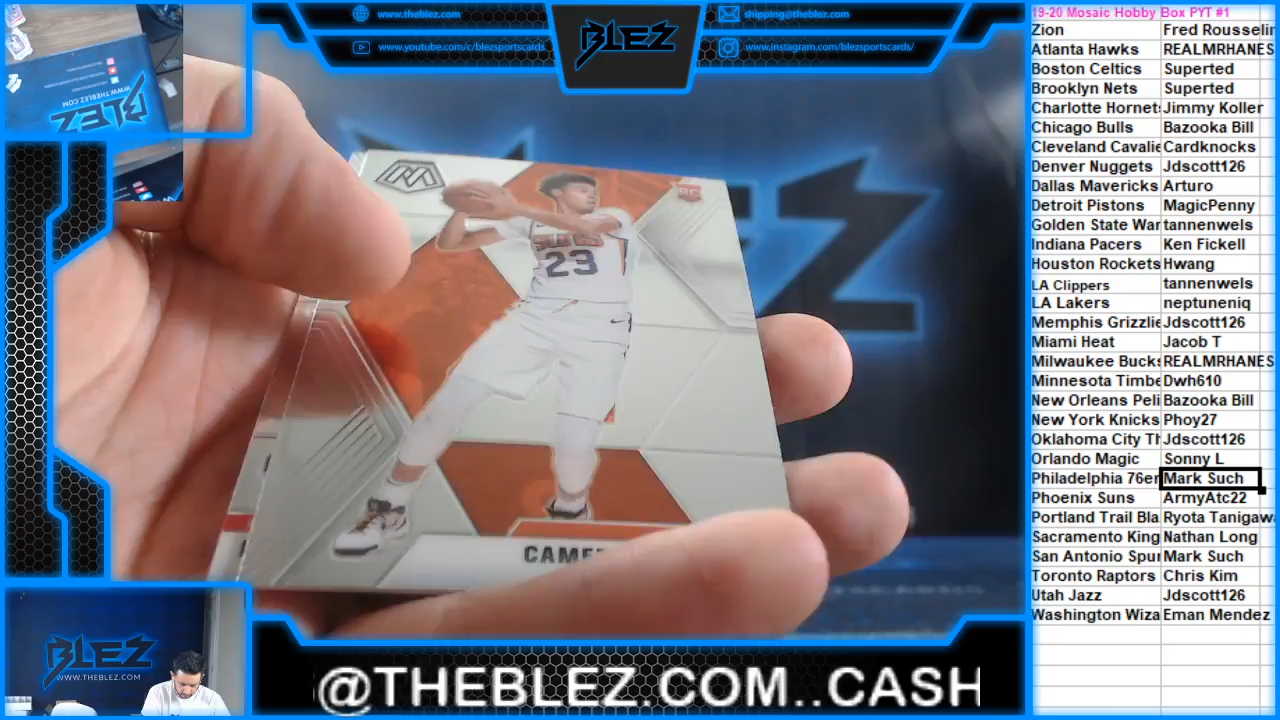 www.theblez.com
www.youtube.com/c/blezsportscards
BLEZ
shipping@theblez.com
www.instagram.com/blezsportscards/
WWW.THEBLEZ.COM
BLEZ
RC
SUNS
23
CAME
BLEZ
WWW.THEBLEZ.COM
@THEBLEZ.COM..CASH
19-20 Mosaic Hobby Box PYT #1
Zion Fred Rousselin
Atlanta Hawks REALMRHANES
Boston Celtics Superted
Brooklyn Nets Superted
Charlotte Hornets Jimmy Koller
Chicago Bulls Bazooka Bill
Cleveland Cavalie Cardknocks
Denver Nuggets Jdscott126
Dallas Mavericks Arturo
Detroit Pistons MagicPenny
Golden State War tannenwels
Indiana Pacers Ken Fickell
Houston Rockets Hwang
LA Clippers tannenwels
LA Lakers neptuneniq
Memphis Grizzlie Jdscott126
Miami Heat Jacob T
Milwaukee Bucks REALMRHANES
Minnesota Timbe Dwh610
New Orleans Peli Bazooka Bill
New York Knicks Phoy27
Oklahoma City Th Jdscott126
Orlando Magic Sonny L
Philadelphia 76er Mark Such
Phoenix Suns ArmyAtc22
Portland Trail Bla Ryota Tanigaw
Sacramento King Nathan Long
San Antonio Spur Mark Such
Toronto Raptors Chris Kim
Utah Jazz Jdscott126
Washington Wiza Eman Mendez